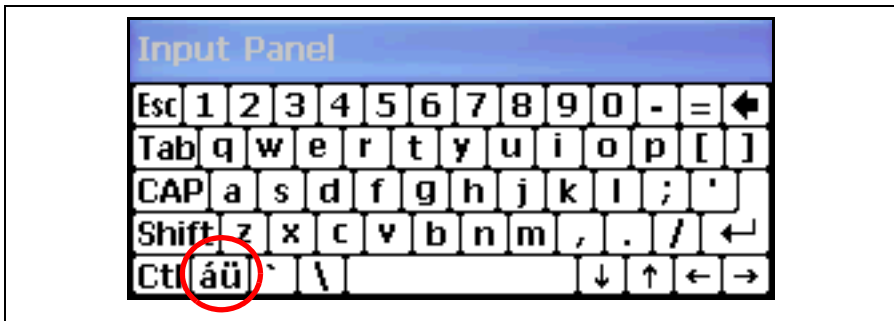 Input Panel
Esc 1 2 3 4 5 6 7 8 9 0 - = ←
Tab q w e r t y u i o p [ ]
CAP a s d f g h j k l ; '
Shift z x c v b n m , . / ↵
Ctl áü ` \ ↓ ↑ ← →